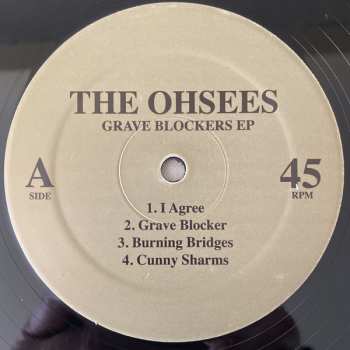 THE OHSEES
GRAVE BLOCKERS EP
A
SIDE
45
RPM
1. I Agree
2. Grave Blocker
3. Burning Bridges
4. Cunny Sharms